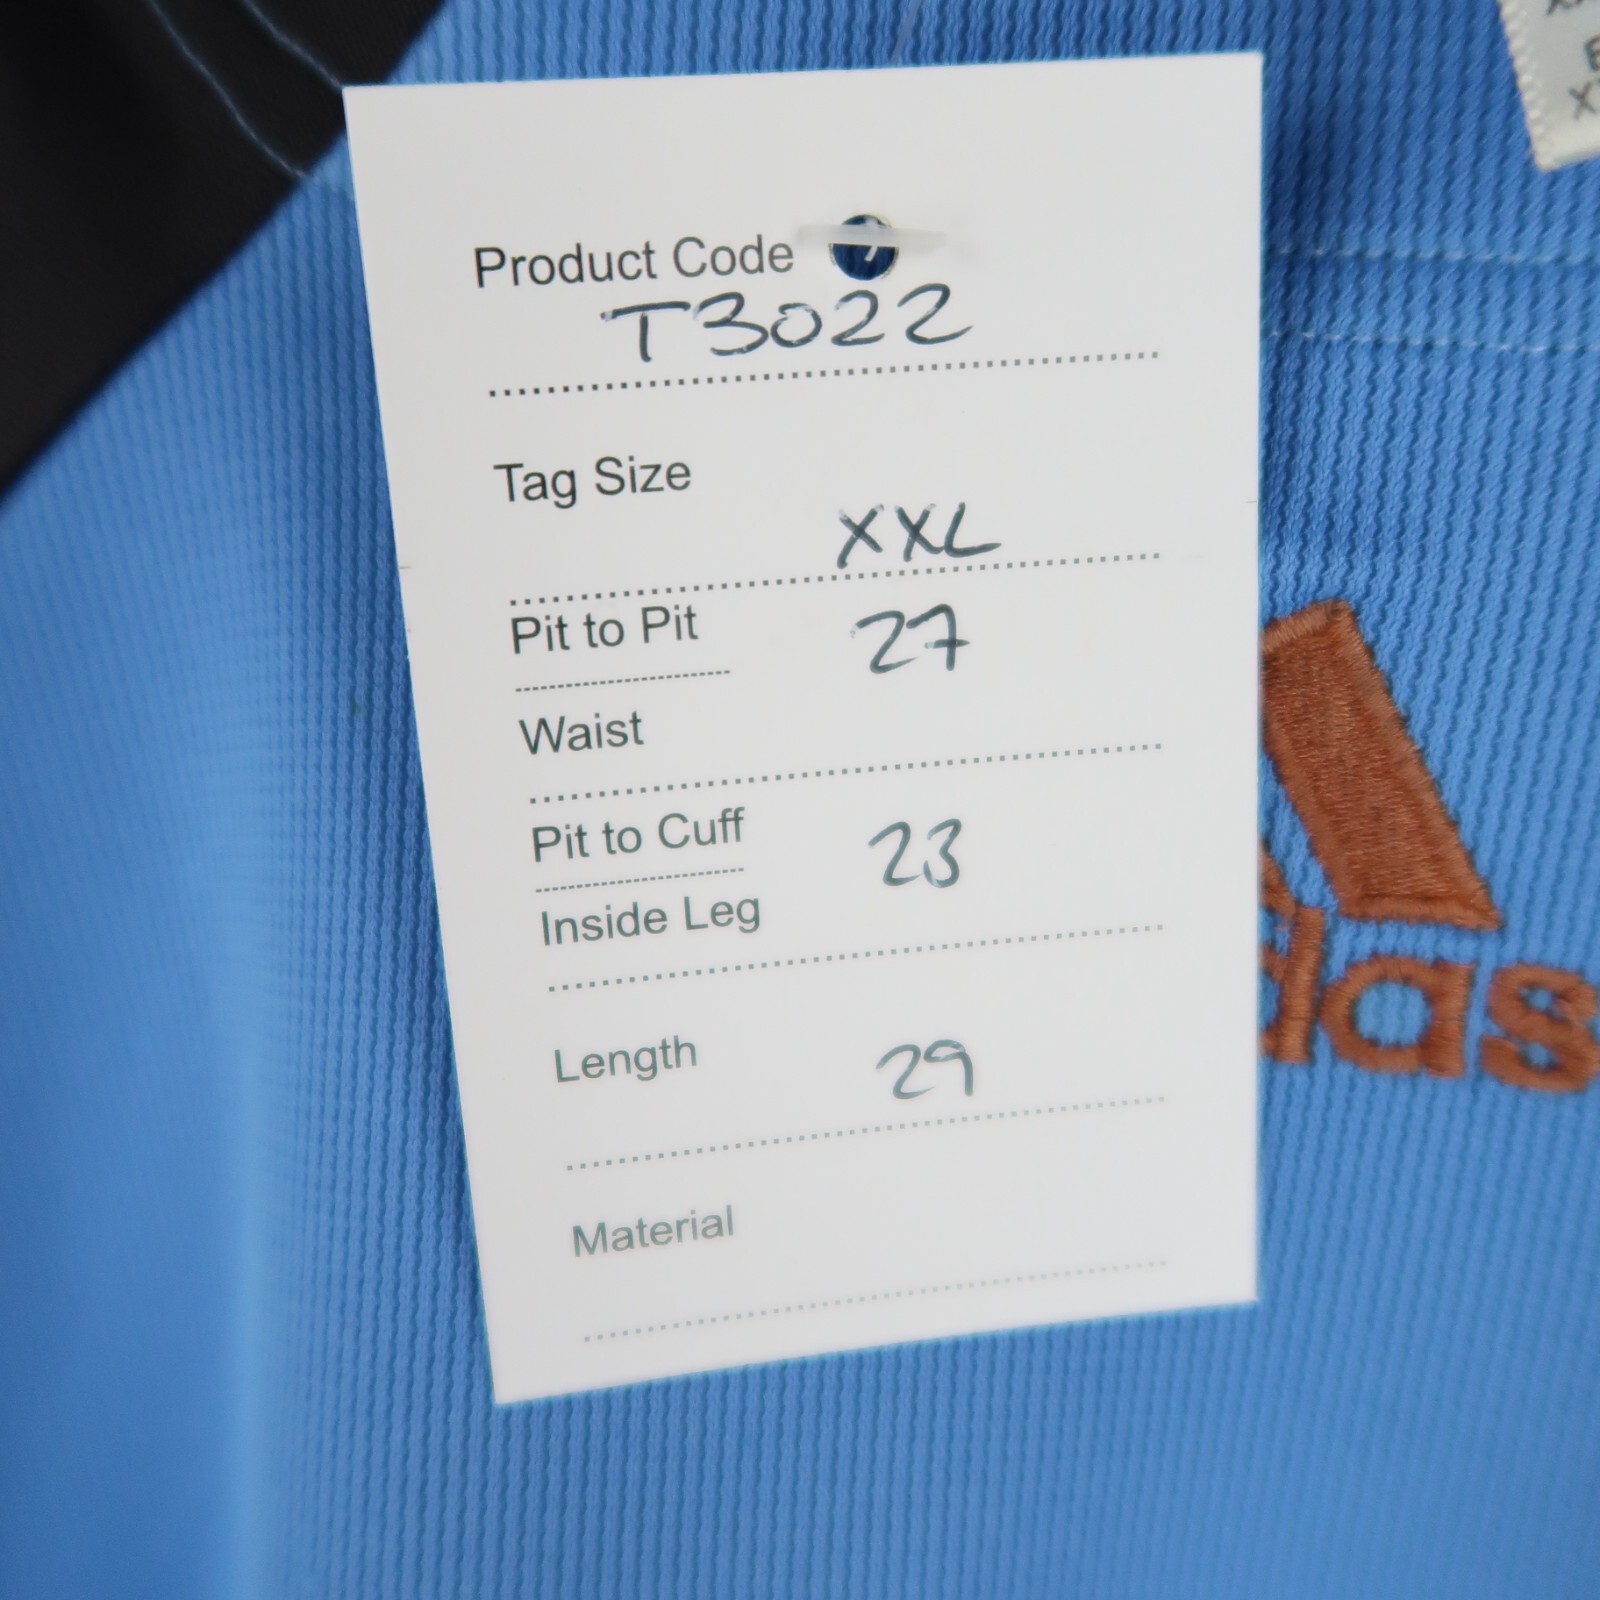 Product Code
T3022
Tag Size
XXL
Pit to Pit
27
Waist
Pit to Cuff
23
Inside Leg
Length
29
Material
das